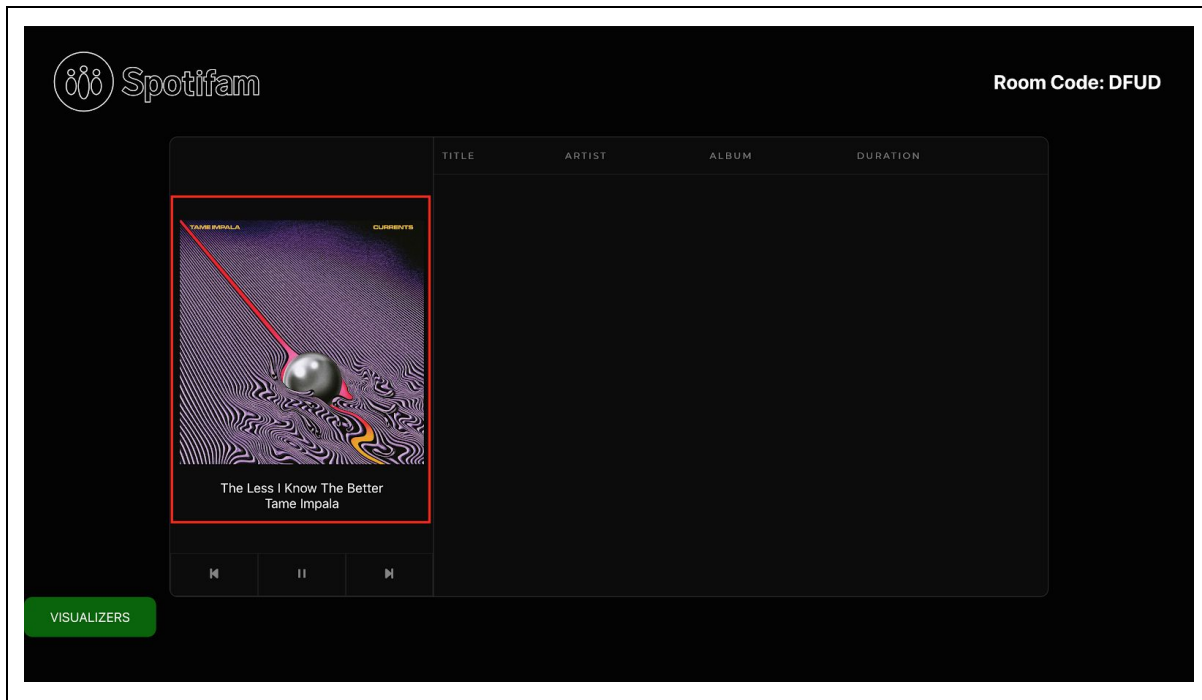 Spotifam
Room Code: DFUD
TITLE ARTIST ALBUM DURATION
TAME IMPALA CURRENTS
The Less I Know The Better
Tame Impala
VISUALIZERS